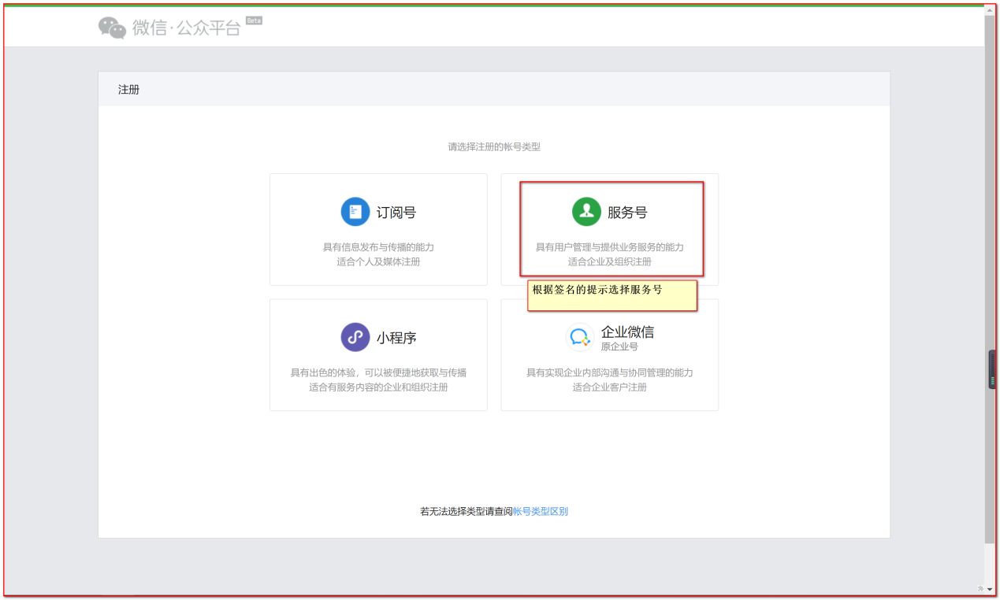 微信·公众平台 Beta
注册
请选择注册的帐号类型
订阅号
具有信息发布与传播的能力
适合个人及媒体注册
服务号
具有用户管理与提供业务服务的能力
适合企业及组织注册
根据签名的提示选择服务号
小程序
具有出色的体验，可以被便捷地获取与传播
适合有服务内容的企业和组织注册
企业微信
原企业号
具有实现企业内部沟通与协同管理的能力
适合企业客户注册
若无法选择类型请查阅帐号类型区别